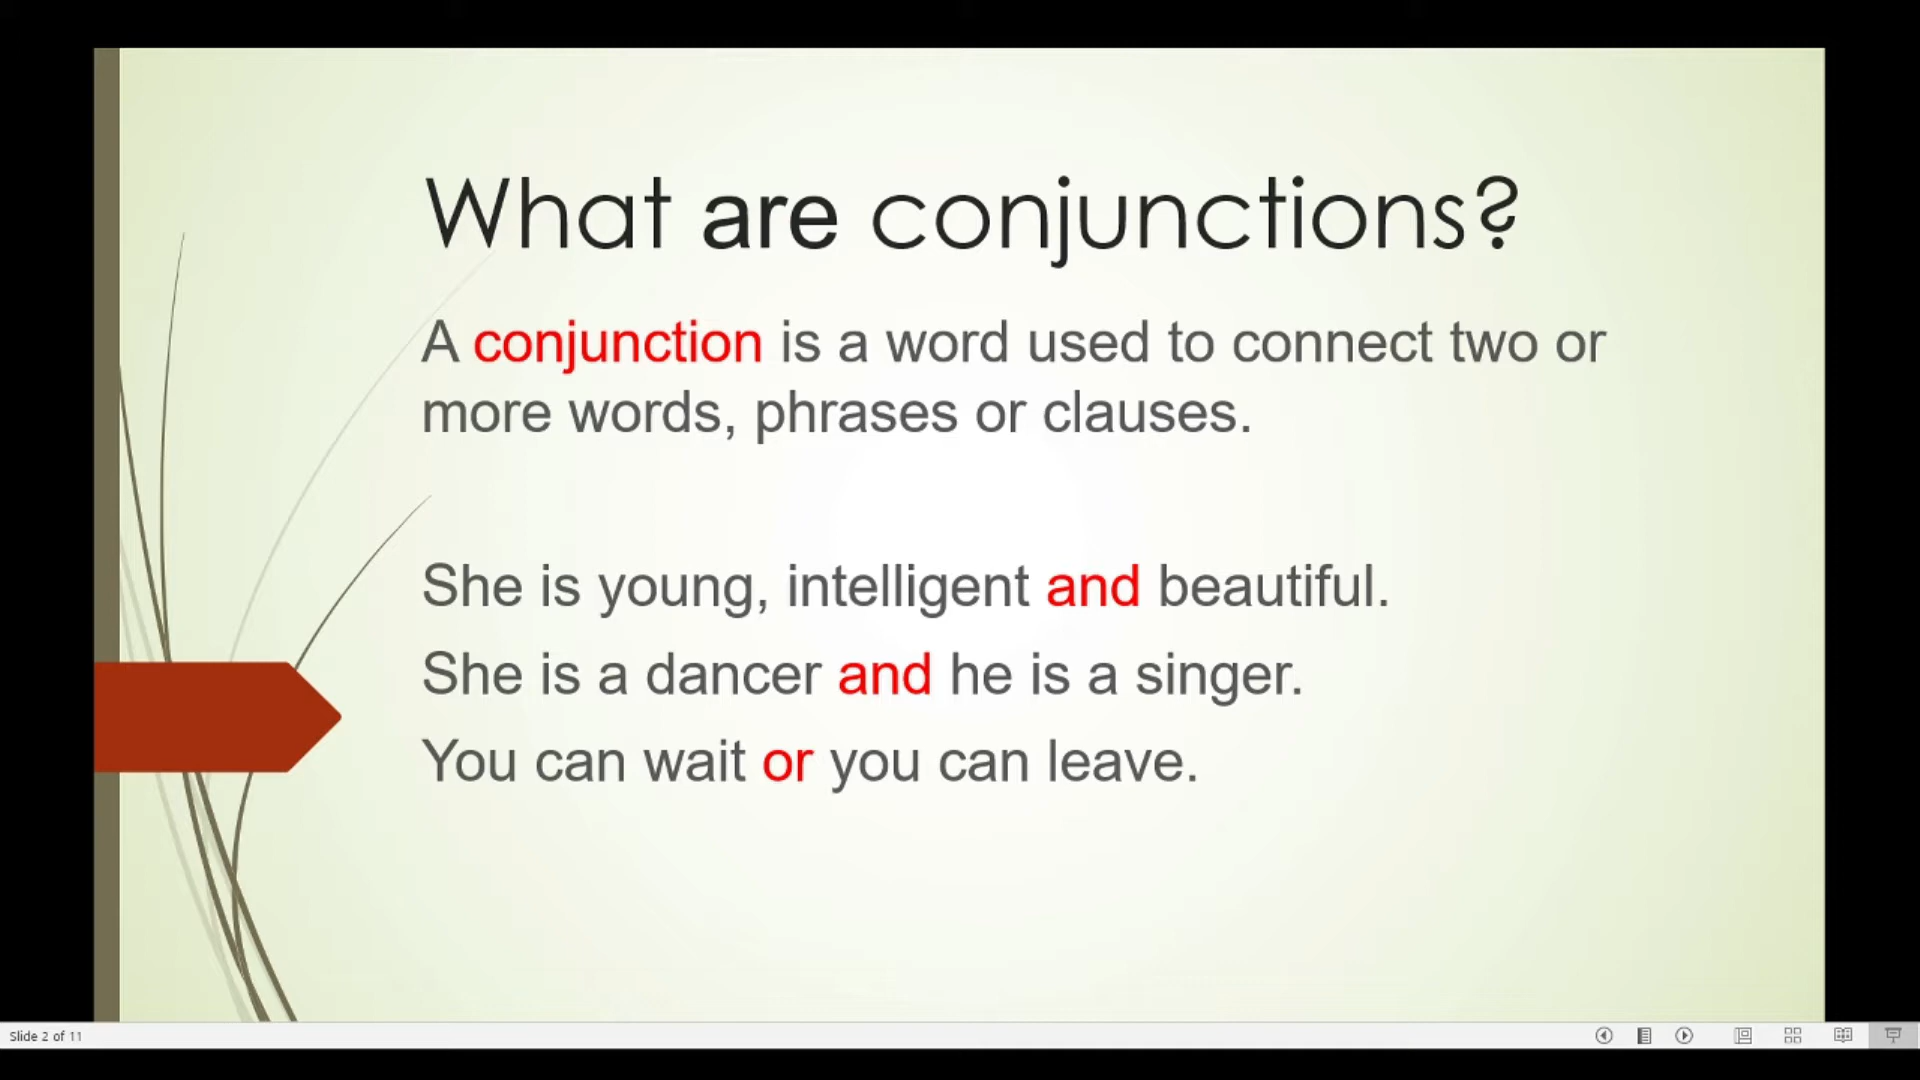 What are conjunctions?
A conjunction is a word used to connect two or
more words, phrases or clauses.
She is young, intelligent and beautiful.
She is a dancer and he is a singer.
You can wait or you can leave.
Slide 2 of 11